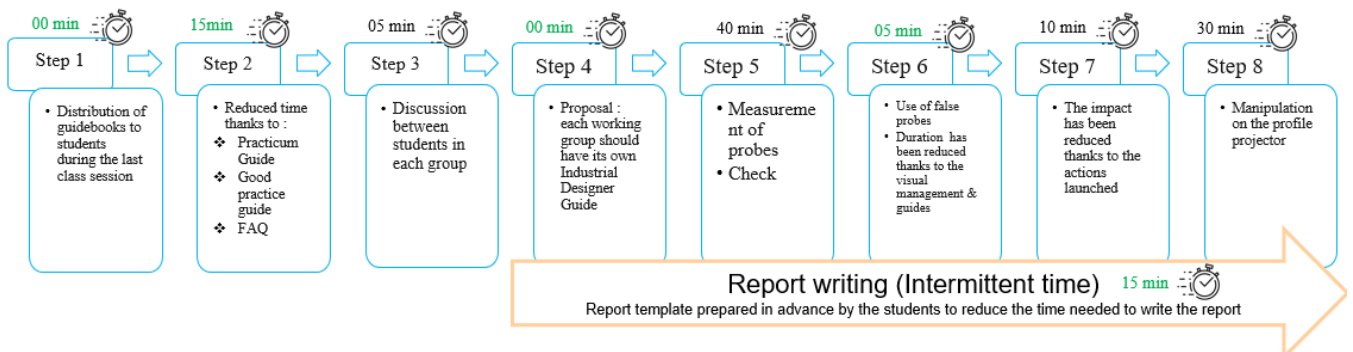 00 min
15min
05 min
00 min
40 min
05 min
10 min
30 min
Step 1
Step 2
Step 3
Step 4
Step 5
Step 6
Step 7
Step 8
• Distribution of
guidebooks to
students
during the last
class session
• Reduced time
thanks to :
❖ Practicum
Guide
❖ Good
practice
guide
❖ FAQ
• Discussion
between
students in
each group
• Proposal :
each working
group should
have its own
Industrial
Designer
Guide
• Measureme
nt of
probes
• Check
• Use of false
probes
• Duration has
been reduced
thanks to the
visual
management &
guides
• The impact
has been
reduced
thanks to the
actions
launched
• Manipulation
on the profile
projector
Report writing (Intermittent time) 15 min
Report template prepared in advance by the students to reduce the time needed to write the report